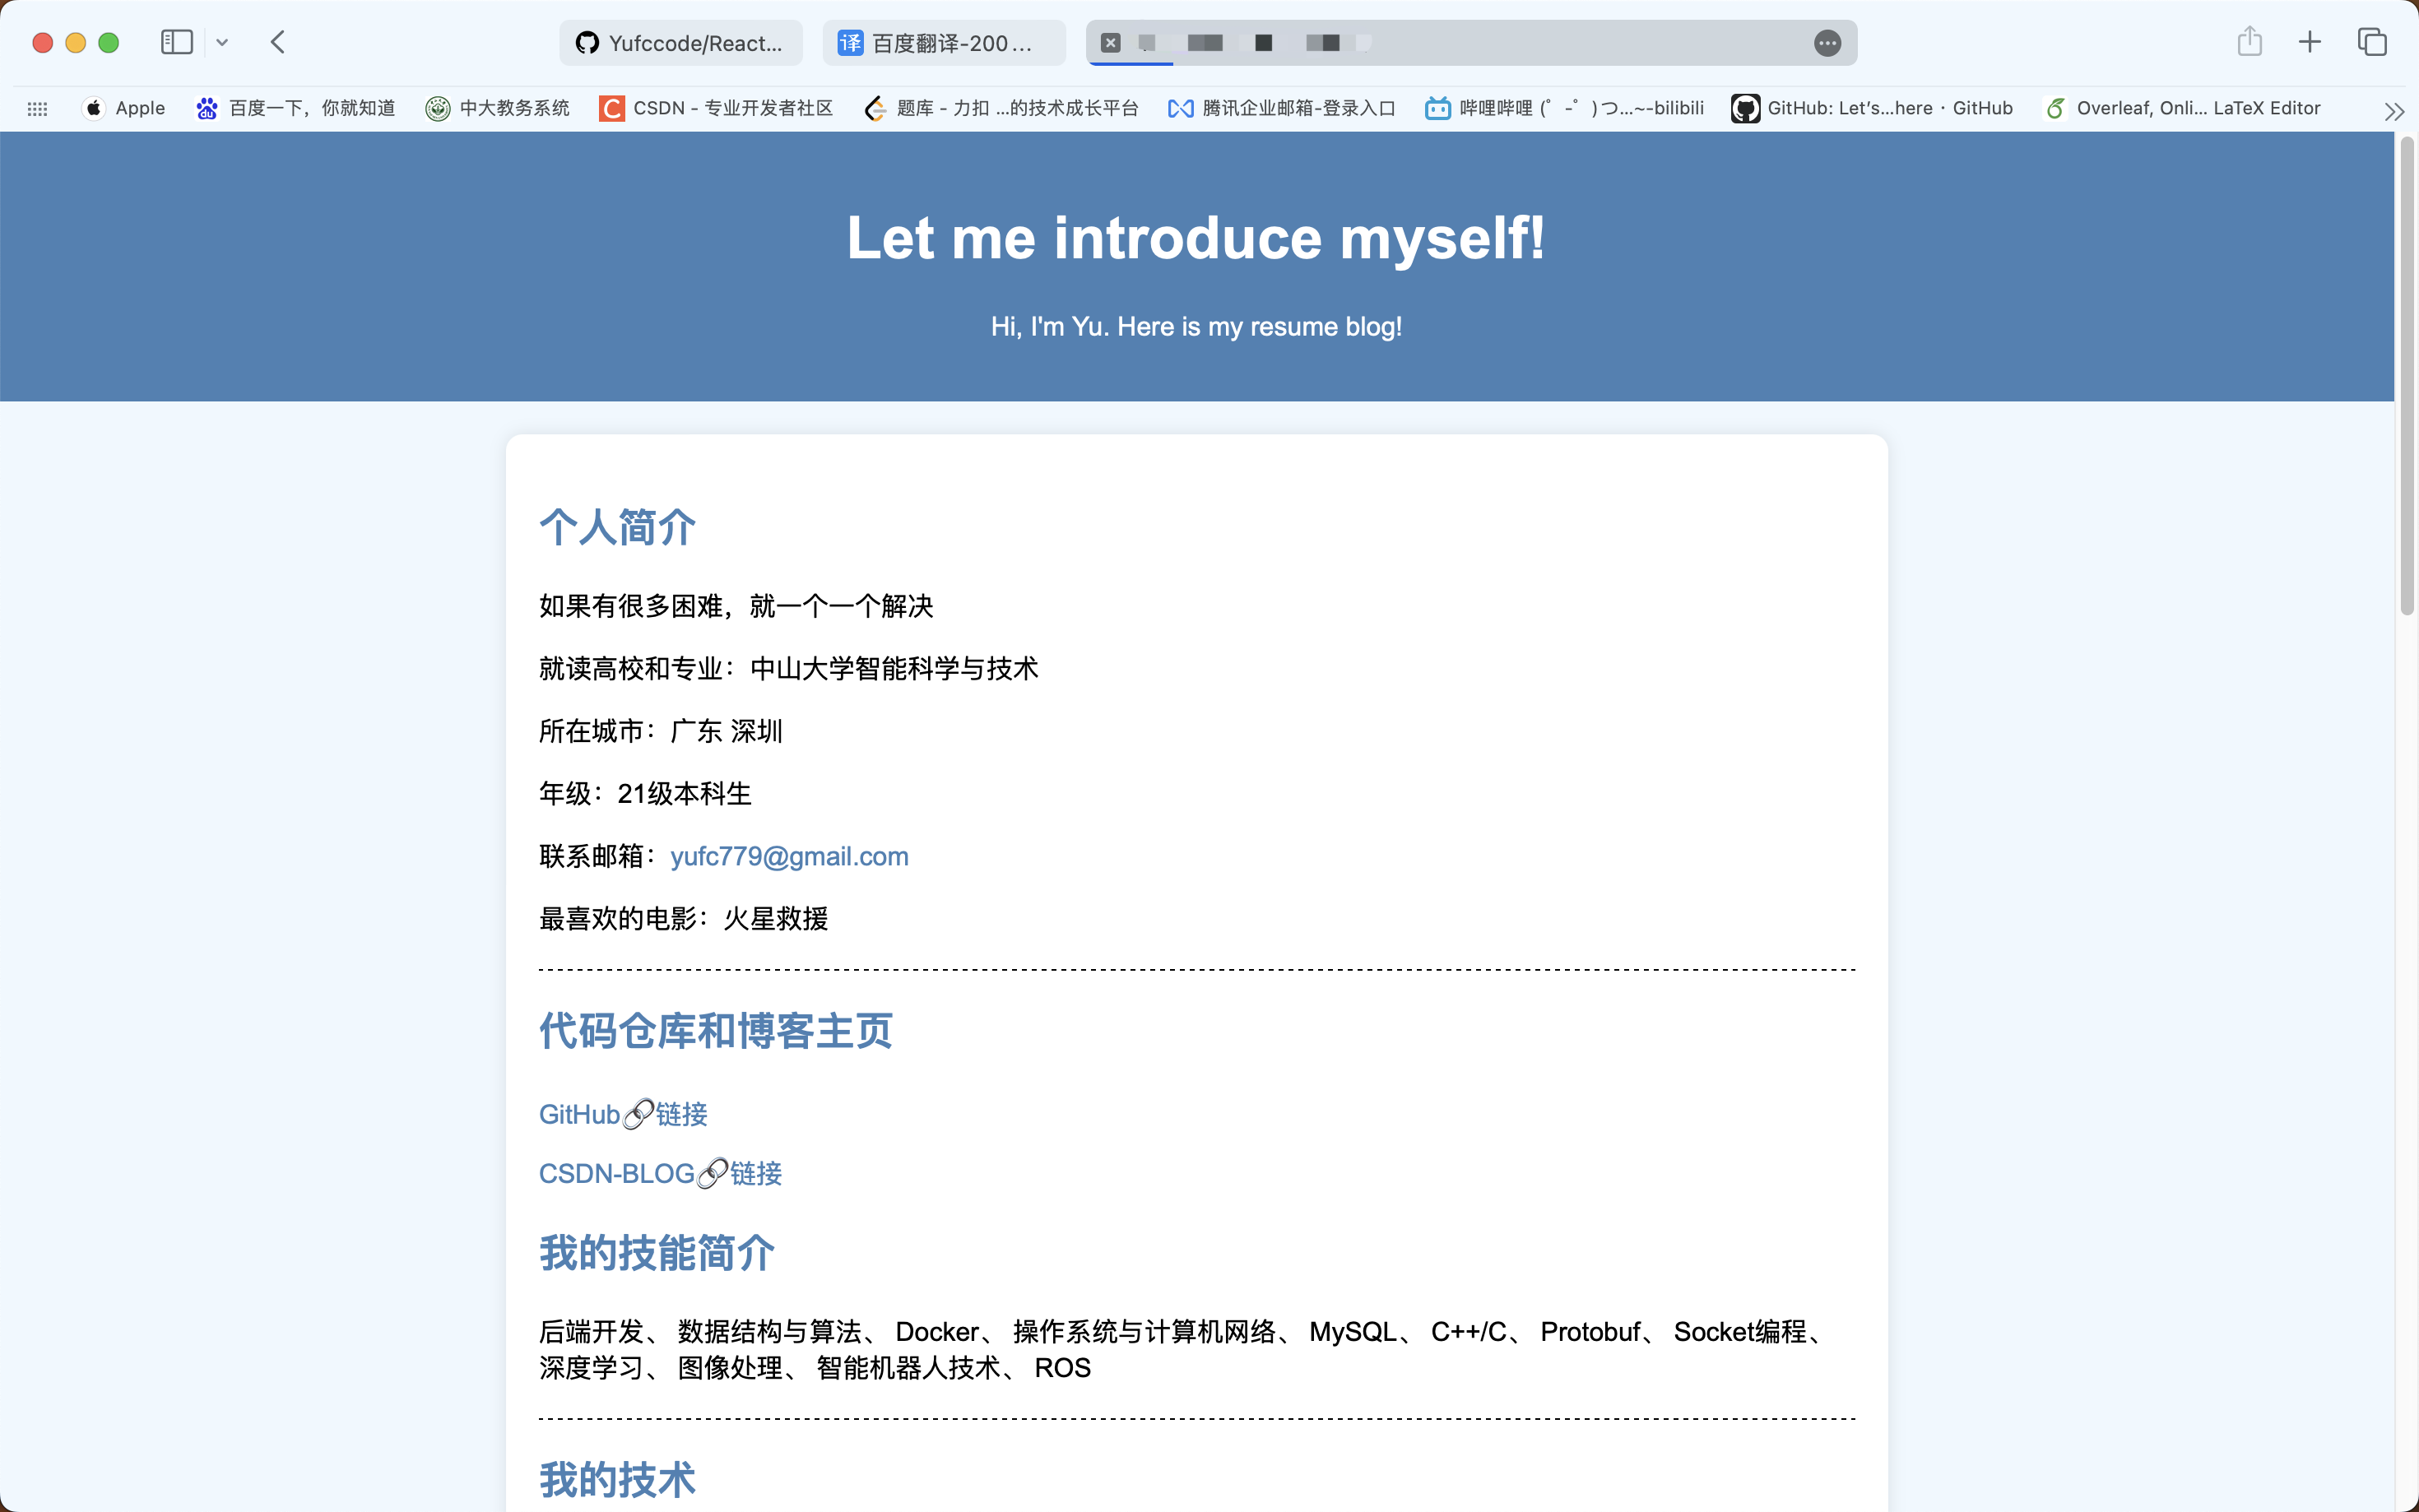 Yufccode/React...
译 百度翻译-200...
Apple
百度一下，你就知道
中大教务系统
CSDN - 专业开发者社区
题库 - 力扣 ...的技术成长平台
腾讯企业邮箱-登录入口
哔哩哔哩 (゜-゜)つ...~--bilibili
GitHub: Let's...here · GitHub
Overleaf, Onli... LaTeX Editor
Let me introduce myself!
Hi, I'm Yu. Here is my resume blog!
个人简介
如果有很多困难，就一个一个解决
就读高校和专业：中山大学智能科学与技术
所在城市：广东 深圳
年级：21级本科生
联系邮箱：yufc779@gmail.com
最喜欢的电影：火星救援
代码仓库和博客主页
GitHub🔗链接
CSDN-BLOG🔗链接
我的技能简介
后端开发、 数据结构与算法、 Docker、 操作系统与计算机网络、 MySQL、 C++/C、 Protobuf、 Socket编程、
深度学习、 图像处理、 智能机器人技术、 ROS
我的技术